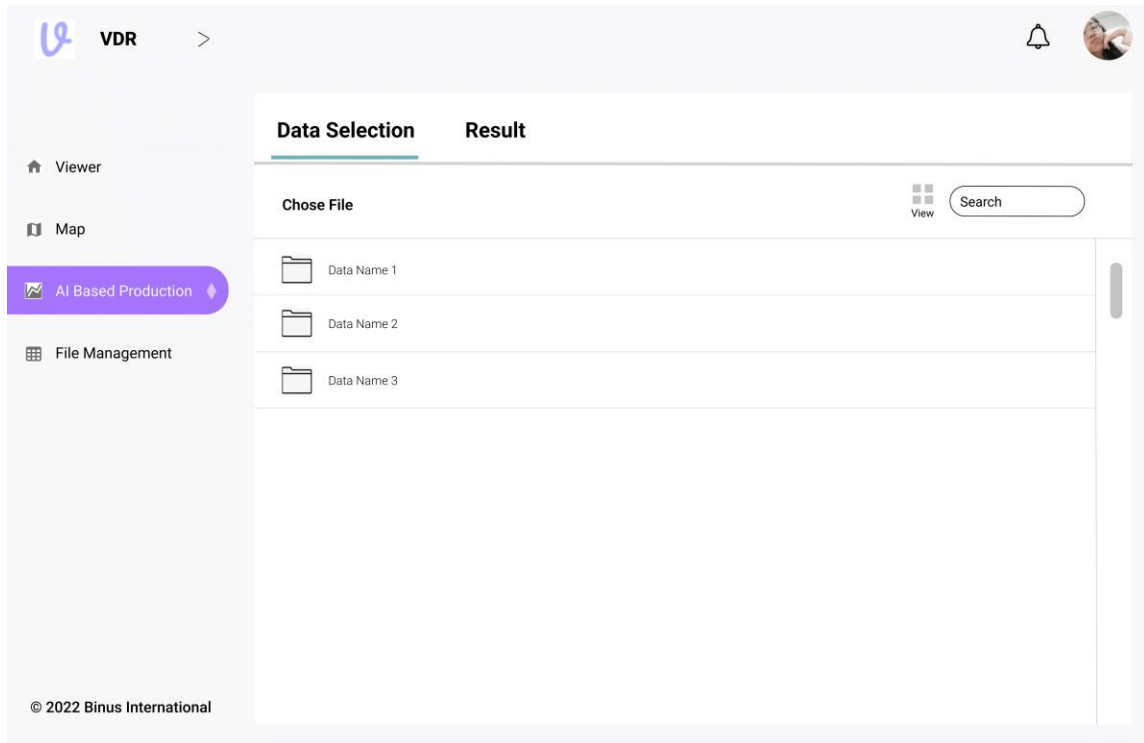 VDR >
Data Selection
Result
Viewer
Map
AI Based Production
File Management
Chose File
View
Search
Data Name 1
Data Name 2
Data Name 3
© 2022 Binus International